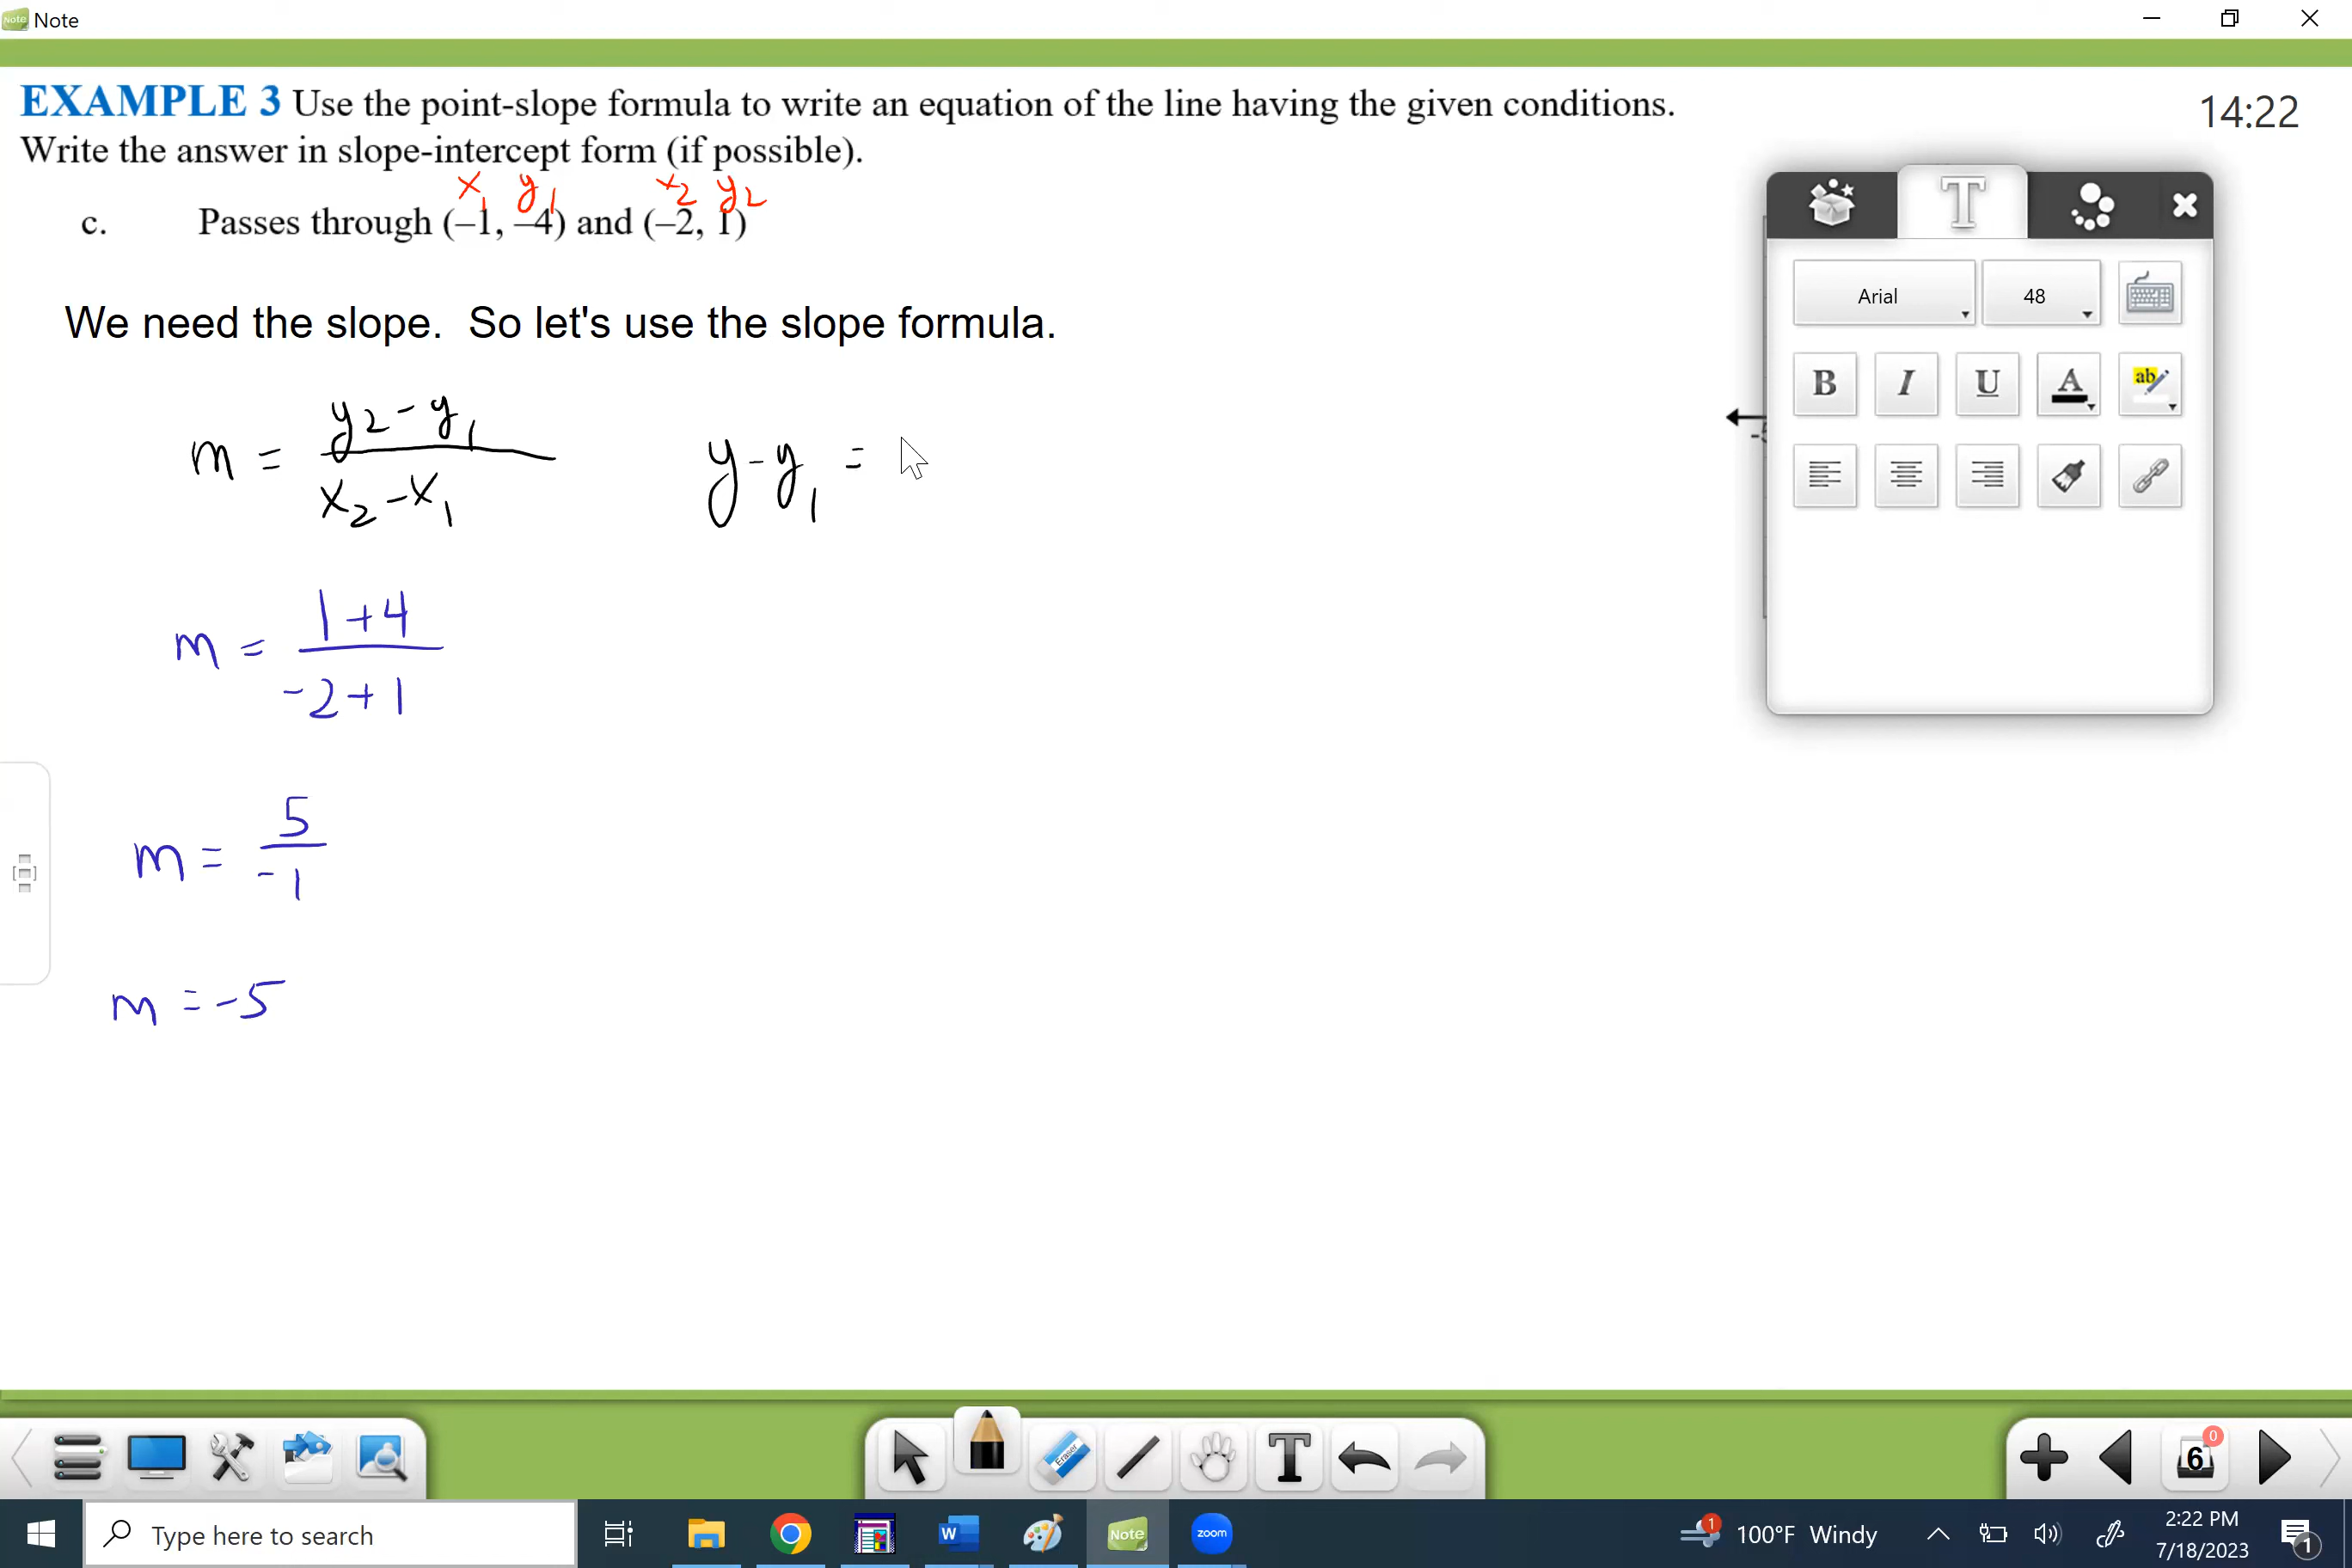 Note
EXAMPLE 3 Use the point-slope formula to write an equation of the line having the given conditions.
Write the answer in slope-intercept form (if possible).
14:22
x₁ y₁ x₂ y₂
c. Passes through (–1, –4) and (–2, 1)
Arial 48
We need the slope.  So let's use the slope formula.
B I U A ab
m = (y₂ - y₁)/(x₂ - x₁)
y - y₁ =
m = (1 + 4)/(-2 + 1)
m = 5/-1
m = -5
Eraser T
6 0
Type here to search
W
Note
zoom
1
100°F Windy
2:22 PM
7/18/2023
1